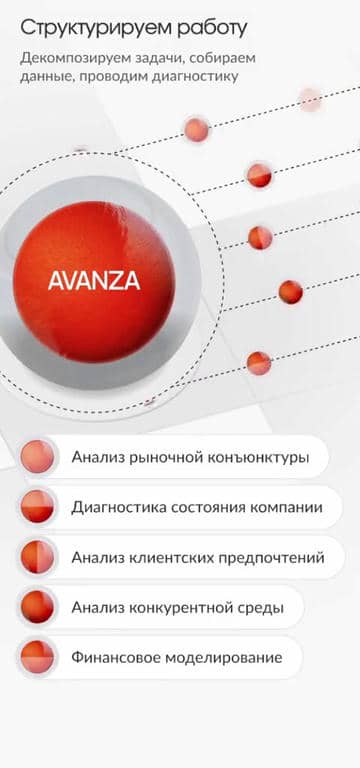 Структурируем работу
Декомпозируем задачи, собираем
данные, проводим диагностику
AVANZA
Анализ рыночной конъюнктуры
Диагностика состояния компании
Анализ клиентских предпочтений
Анализ конкурентной среды
Финансовое моделирование